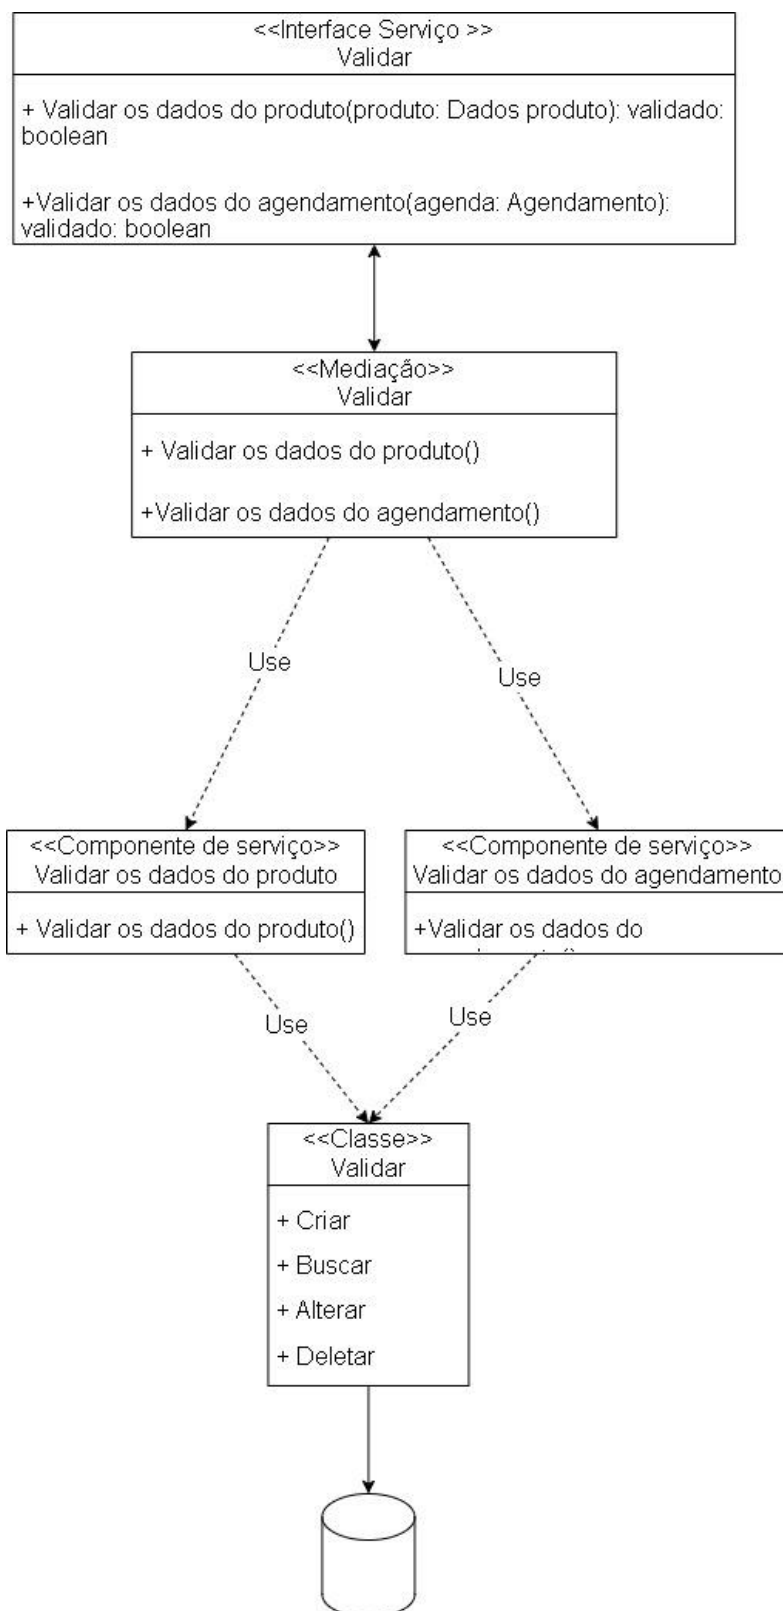 <<Interface Serviço >>
Validar
+ Validar os dados do produto(produto: Dados produto): validado:
boolean
+Validar os dados do agendamento(agenda: Agendamento):
validado: boolean
<<Mediação>>
Validar
+ Validar os dados do produto()
+Validar os dados do agendamento()
Use
Use
<<Componente de serviço>>
Validar os dados do produto
+ Validar os dados do produto()
<<Componente de serviço>>
Validar os dados do agendamento
+Validar os dados do
Use
Use
<<Classe>>
Validar
+ Criar
+ Buscar
+ Alterar
+ Deletar